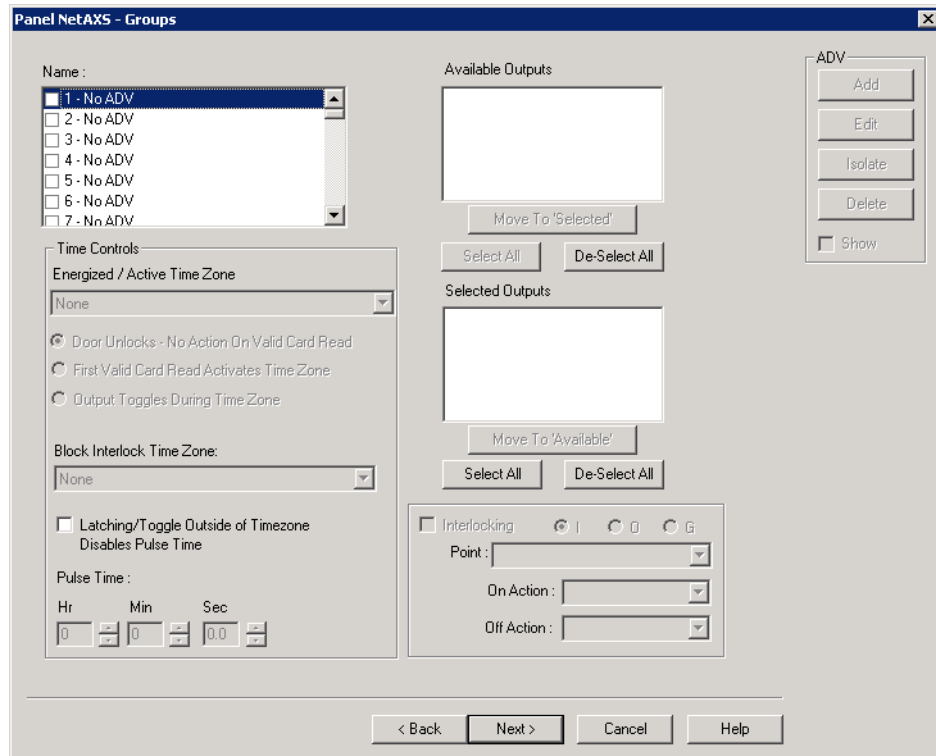 Panel NetAXS - Groups
Name :
1 - No ADV
2 - No ADV
3 - No ADV
4 - No ADV
5 - No ADV
6 - No ADV
7 - No ADV
Time Controls
Energized / Active Time Zone
None
Door Unlocks - No Action On Valid Card Read
First Valid Card Read Activates Time Zone
Output Toggles During Time Zone
Block Interlock Time Zone:
None
Latching/Toggle Outside of Timezone
Disables Pulse Time
Pulse Time :
Hr Min Sec
0 0 0.0
Available Outputs
Move To 'Selected'
Select All De-Select All
Selected Outputs
Move To 'Available'
Select All De-Select All
Interlocking I O G
Point :
On Action :
Off Action :
ADV
Add
Edit
Isolate
Delete
Show
< Back Next > Cancel Help